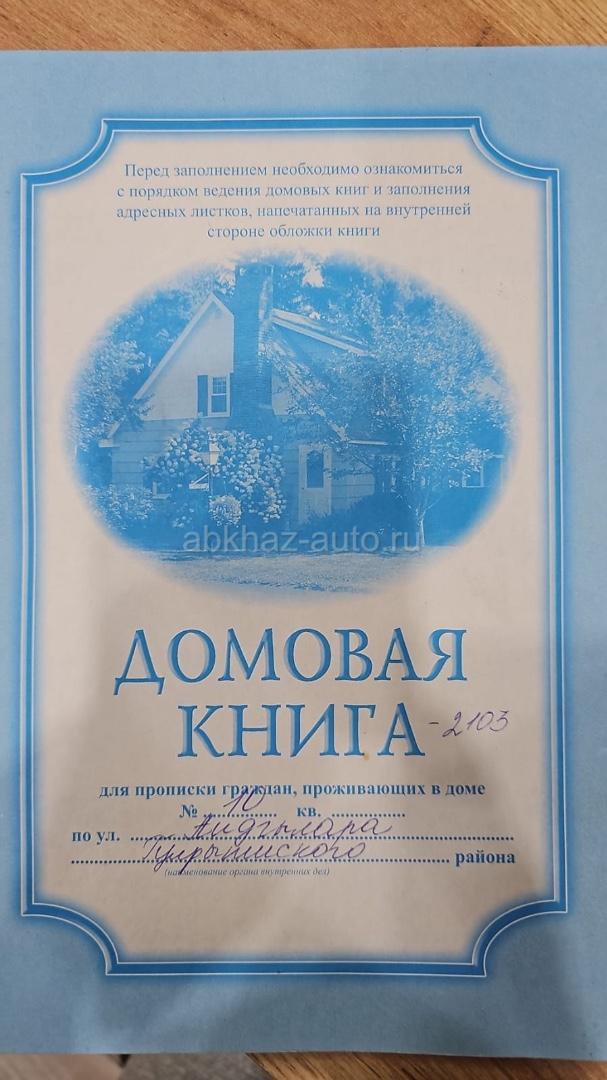 Перед заполнением необходимо ознакомиться
с порядком ведения домовых книг и заполнения
адресных листков, напечатанных на внутренней
стороне обложки книги
abkhaz-auto.ru
ДОМОВАЯ
КНИГА -2103
для прописки граждан, проживающих в доме
№ 10 кв.
по ул. Аидгылара
района
(наименование органа внутренних дел)